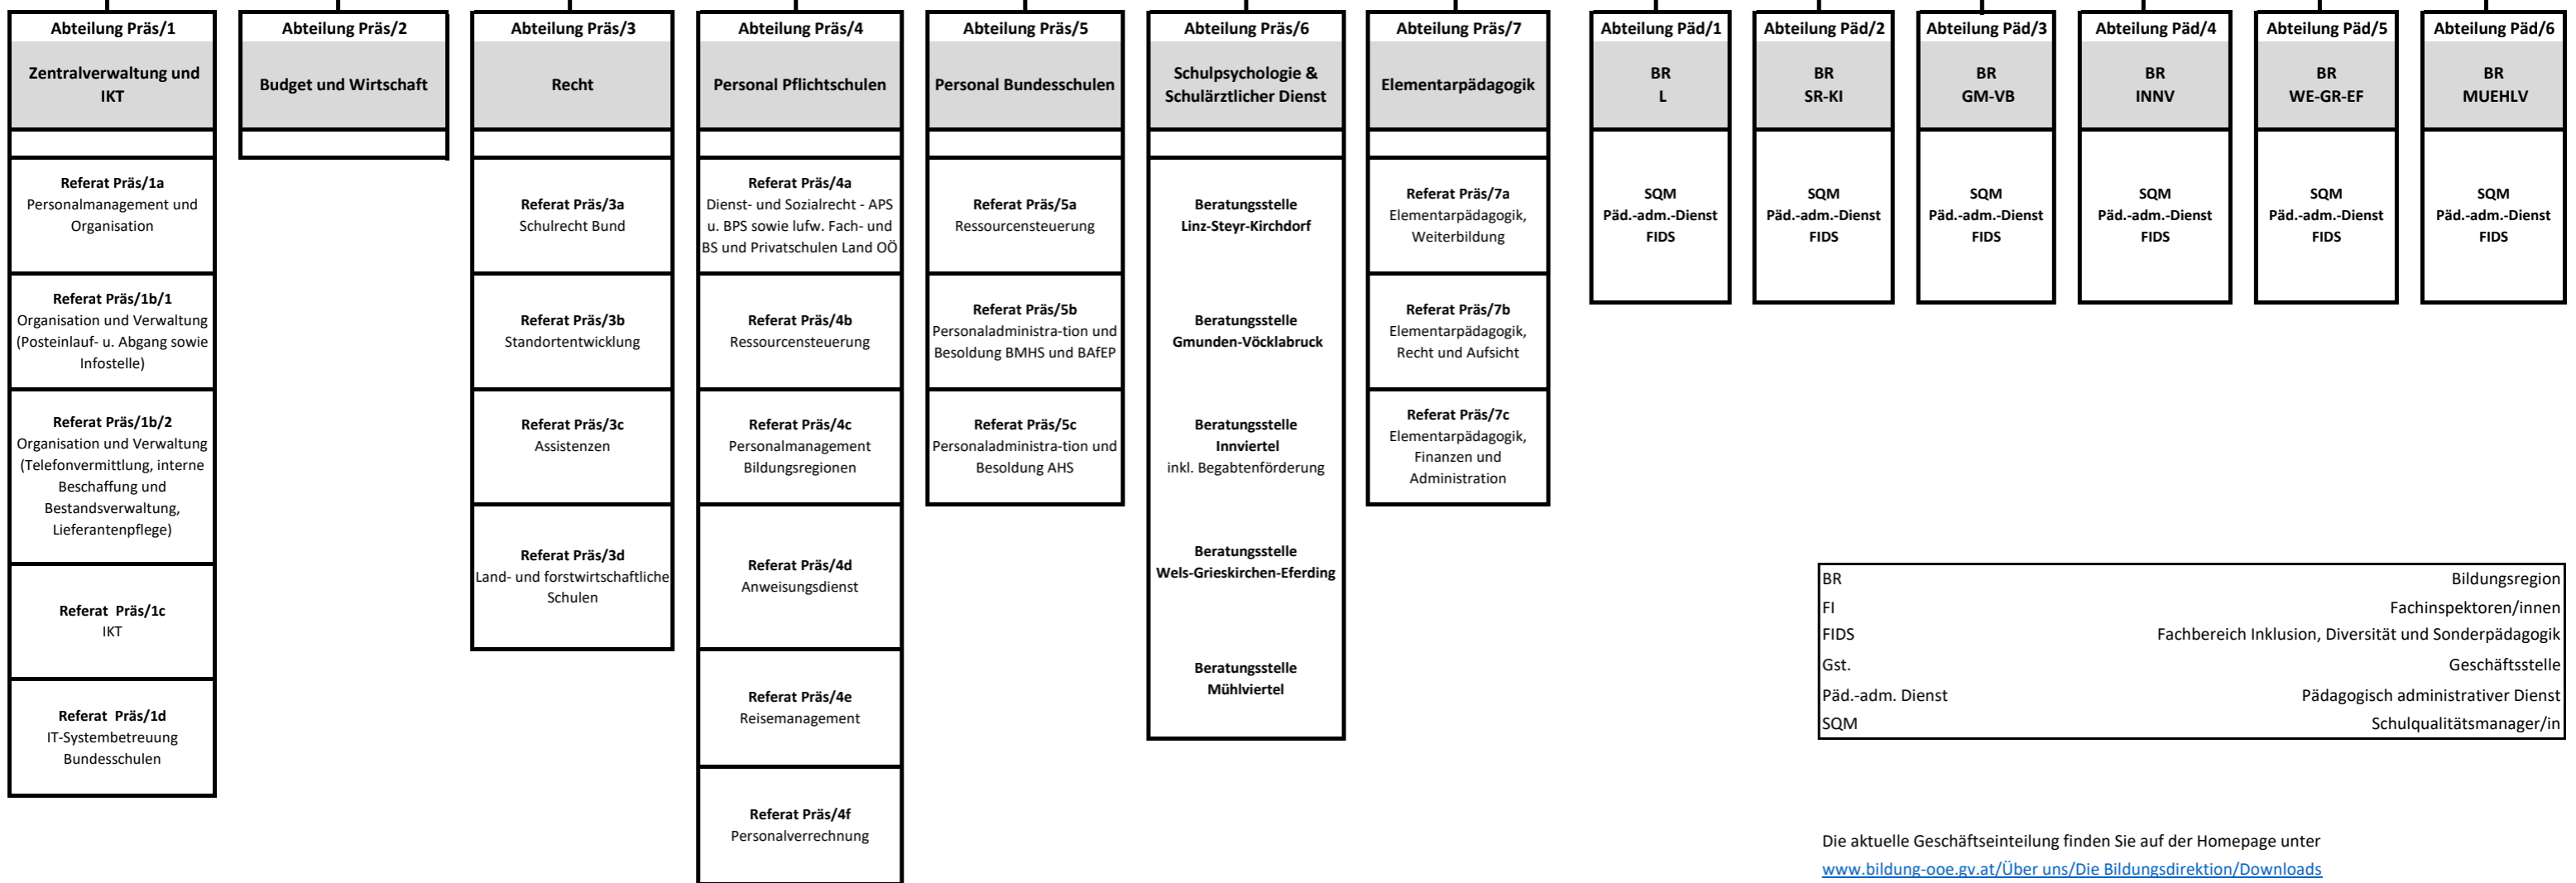 Abteilung Präs/1
Zentralverwaltung und
IKT
Referat Präs/1a
Personalmanagement und
Organisation
Referat Präs/1b/1
Organisation und Verwaltung
(Posteinlauf- u. Abgang sowie
Infostelle)
Referat Präs/1b/2
Organisation und Verwaltung
(Telefonvermittlung, interne
Beschaffung und
Bestandsverwaltung,
Lieferantenpflege)
Referat Präs/1c
IKT
Referat Präs/1d
IT-Systembetreuung
Bundesschulen
Abteilung Präs/2
Budget und Wirtschaft
Abteilung Präs/3
Recht
Referat Präs/3a
Schulrecht Bund
Referat Präs/3b
Standortentwicklung
Referat Präs/3c
Assistenzen
Referat Präs/3d
Land- und forstwirtschaftliche
Schulen
Abteilung Präs/4
Personal Pflichtschulen
Referat Präs/4a
Dienst- und Sozialrecht - APS
u. BPS sowie lufw. Fach- und
BS und Privatschulen Land OÖ
Referat Präs/4b
Ressourcensteuerung
Referat Präs/4c
Personalmanagement
Bildungsregionen
Referat Präs/4d
Anweisungsdienst
Referat Präs/4e
Reisemanagement
Referat Präs/4f
Personalverrechnung
Abteilung Präs/5
Personal Bundesschulen
Referat Präs/5a
Ressourcensteuerung
Referat Präs/5b
Personaladministra-tion und
Besoldung BMHS und BAfEP
Referat Präs/5c
Personaladministra-tion und
Besoldung AHS
Abteilung Präs/6
Schulpsychologie &
Schulärztlicher Dienst
Beratungsstelle
Linz-Steyr-Kirchdorf
Beratungsstelle
Gmunden-Vöcklabruck
Beratungsstelle
Innviertel
inkl. Begabtenförderung
Beratungsstelle
Wels-Grieskirchen-Eferding
Beratungsstelle
Mühlviertel
Abteilung Präs/7
Elementarpädagogik
Referat Präs/7a
Elementarpädagogik,
Weiterbildung
Referat Präs/7b
Elementarpädagogik,
Recht und Aufsicht
Referat Präs/7c
Elementarpädagogik,
Finanzen und
Administration
Abteilung Päd/1
BR
L
SQM
Päd.-adm.-Dienst
FIDS
Abteilung Päd/2
BR
SR-KI
SQM
Päd.-adm.-Dienst
FIDS
Abteilung Päd/3
BR
GM-VB
SQM
Päd.-adm.-Dienst
FIDS
Abteilung Päd/4
BR
INNV
SQM
Päd.-adm.-Dienst
FIDS
Abteilung Päd/5
BR
WE-GR-EF
SQM
Päd.-adm.-Dienst
FIDS
Abteilung Päd/6
BR
MUEHLV
SQM
Päd.-adm.-Dienst
FIDS
BR Bildungsregion
FI Fachinspektoren/innen
FIDS Fachbereich Inklusion, Diversität und Sonderpädagogik
Gst. Geschäftsstelle
Päd.-adm. Dienst Pädagogisch administrativer Dienst
SQM Schulqualitätsmanager/in
Die aktuelle Geschäftseinteilung finden Sie auf der Homepage unter
www.bildung-ooe.gv.at/Über uns/Die Bildungsdirektion/Downloads